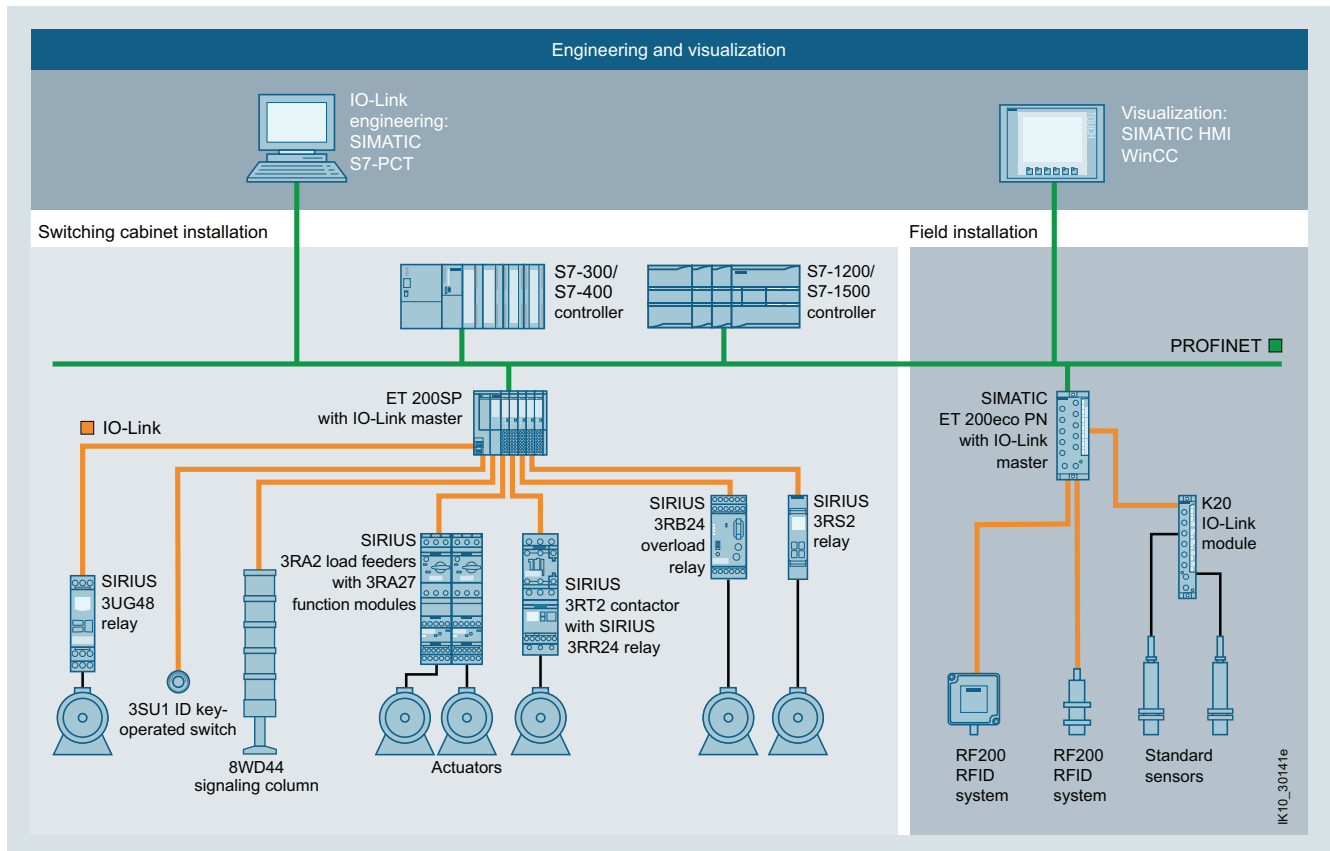 Engineering and visualization
IO-Link
engineering:
SIMATIC
S7-PCT
Visualization:
SIMATIC HMI
WinCC
Switching cabinet installation
Field installation
S7-300/
S7-400
controller
S7-1200/
S7-1500
controller
PROFINET
ET 200SP
with IO-Link master
SIMATIC
ET 200eco PN
with IO-Link
master
IO-Link
SIRIUS
3UG48
relay
3SU1 ID key-
operated switch
8WD44
signaling column
SIRIUS
3RA2 load feeders
with 3RA27
function modules
SIRIUS
3RT2 contactor
with SIRIUS
3RR24 relay
SIRIUS
3RB24
overload
relay
SIRIUS
3RS2
relay
K20
IO-Link
module
Actuators
RF200
RFID
system
RF200
RFID
system
Standard
sensors
IK10_30141e